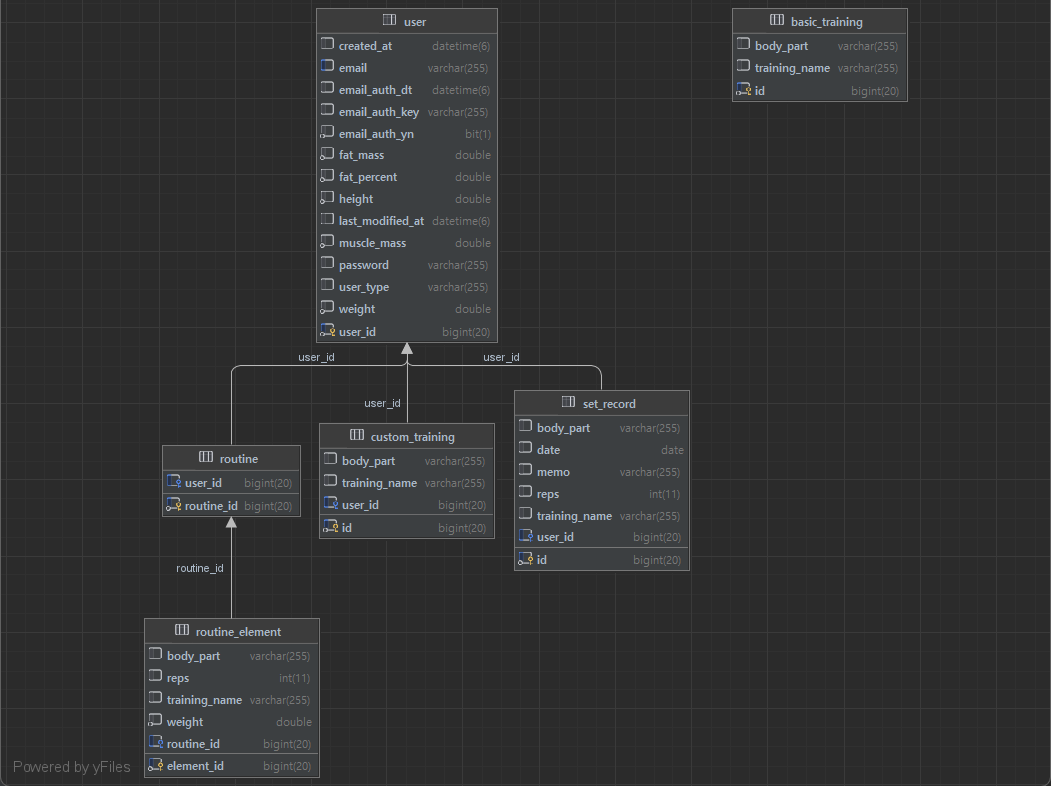 user
created_at datetime(6)
email varchar(255)
email_auth_dt datetime(6)
email_auth_key varchar(255)
email_auth_yn bit(1)
fat_mass double
fat_percent double
height double
last_modified_at datetime(6)
muscle_mass double
password varchar(255)
user_type varchar(255)
weight double
user_id bigint(20)
basic_training
body_part varchar(255)
training_name varchar(255)
id bigint(20)
user_id
user_id
user_id
routine
user_id bigint(20)
routine_id bigint(20)
custom_training
body_part varchar(255)
training_name varchar(255)
user_id bigint(20)
id bigint(20)
set_record
body_part varchar(255)
date date
memo varchar(255)
reps int(11)
training_name varchar(255)
user_id bigint(20)
id bigint(20)
routine_id
routine_element
body_part varchar(255)
reps int(11)
training_name varchar(255)
weight double
routine_id bigint(20)
element_id bigint(20)
Powered by yFiles